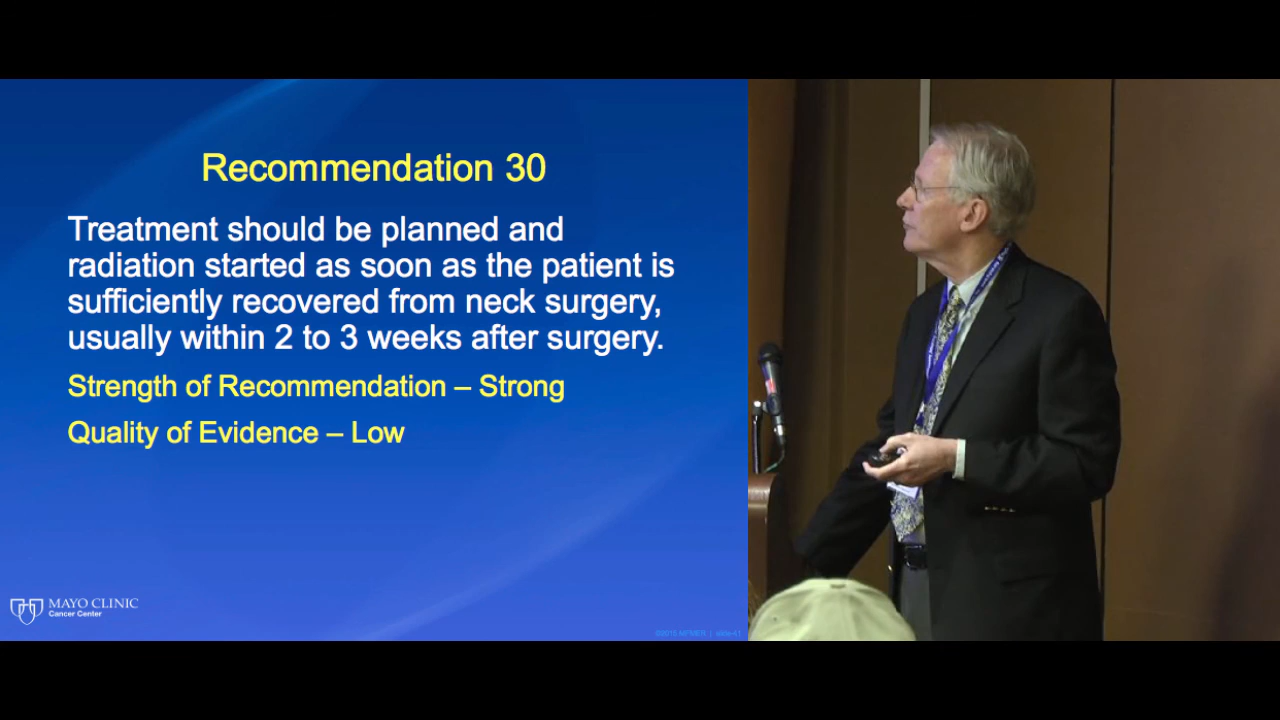 Recommendation 30
Treatment should be planned and
radiation started as soon as the patient is
sufficiently recovered from neck surgery,
usually within 2 to 3 weeks after surgery.
Strength of Recommendation – Strong
Quality of Evidence – Low
MAYO CLINIC
Cancer Center